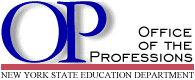 OP OFFICE
OF THE
PROFESSIONS
NEW YORK STATE EDUCATION DEPARTMENT